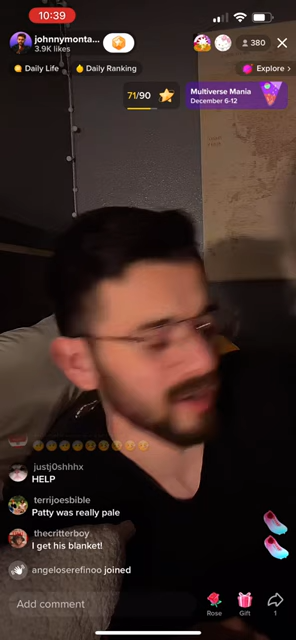 10:39
johnnymonta...
3.9K likes
380
Daily Life
Daily Ranking
Explore >
71/90
Multiverse Mania
December 6-12
justj0shhhx
HELP
terrijoesbible
Patty was really pale
thecritterboy
I get his blanket!
angeloserefinoo joined
Add comment
Rose
Gift
1